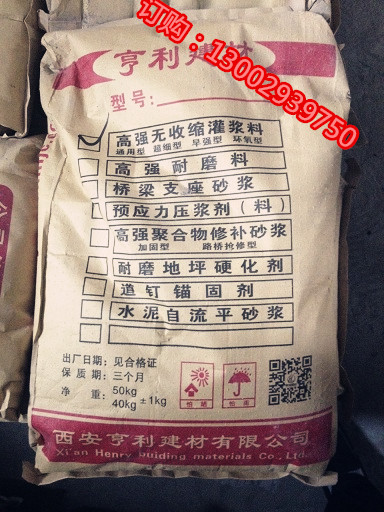 订购：13002939750
亨利建材
型号：
高强无收缩灌浆料
通用型 超细型 早强型 环氧型
高强耐磨料
桥梁支座砂浆
预应力压浆剂（料）
高强聚合物修补砂浆
加固型 路桥抢修型
耐磨地坪硬化剂
道钉锚固剂
水泥自流平砂浆
出厂日期：见合格证
保质期：三个月
净 重：50kg 40kg ±1kg
怕晒 怕雨
西安亨利建材有限公司
Xi'an Henry buiding materials Co., Ltd.